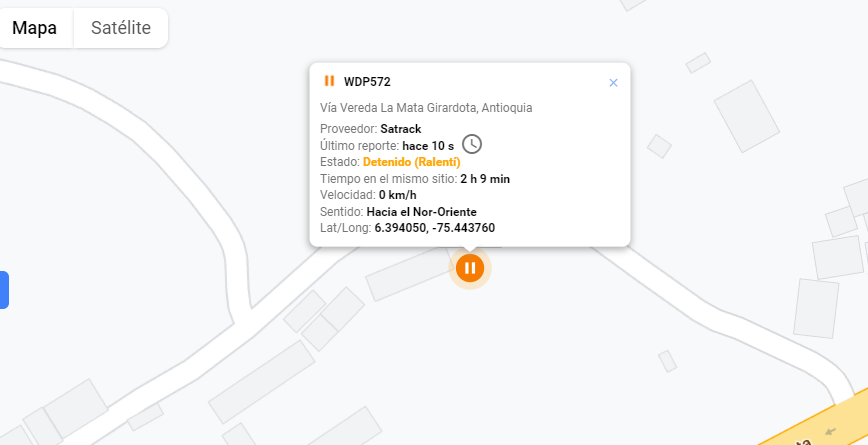 Mapa
Satélite
WDP572
Vía Vereda La Mata Girardota, Antioquia
Proveedor: Satrack
Último reporte: hace 10 s
Estado: Detenido (Ralentí)
Tiempo en el mismo sitio: 2 h 9 min
Velocidad: 0 km/h
Sentido: Hacia el Nor-Oriente
Lat/Long: 6.394050, -75.443760